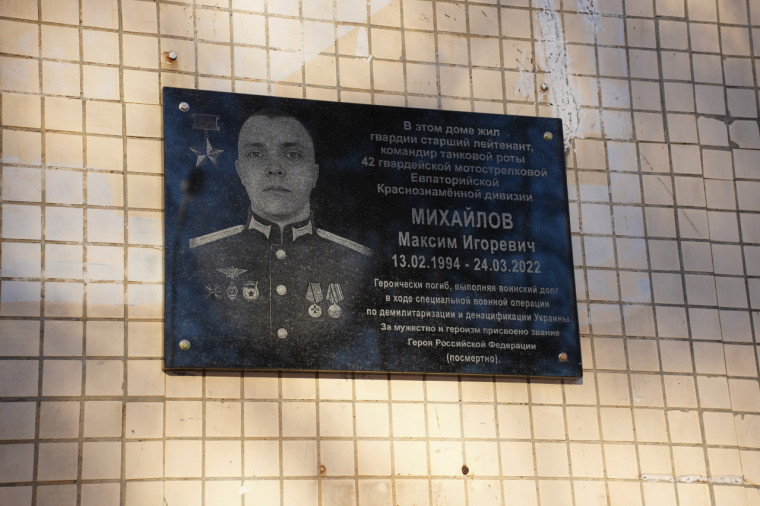 В этом доме жил
гвардии старший лейтенант,
командир танковой роты
42 гвардейской мотострелковой
Евпаторийской
Краснознамённой дивизии
МИХАЙЛОВ
Максим Игоревич
13.02.1994 - 24.03.2022
Героически погиб, выполняя воинский долг
в ходе специальной военной операции
по демилитаризации и денацификации Украины.
За мужество и героизм присвоено звание
Героя Российской Федерации
(посмертно).